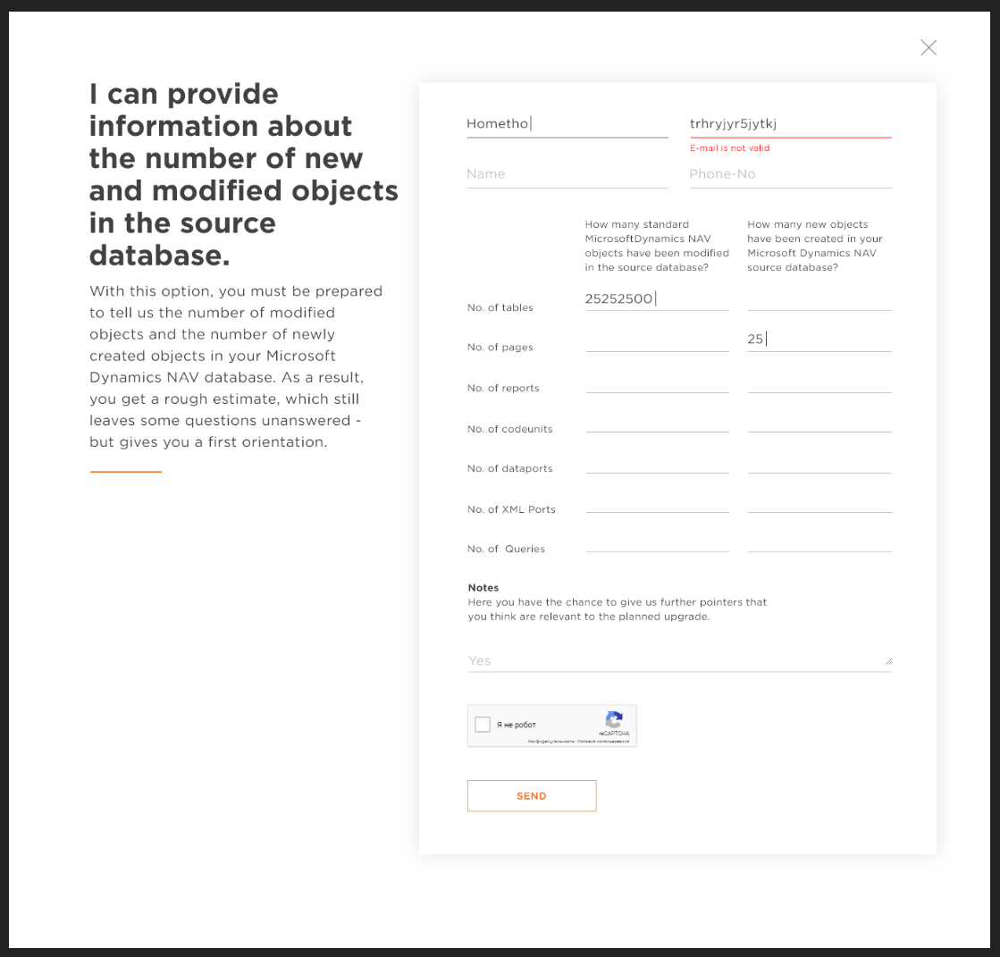 I can provide
information about
the number of new
and modified objects
in the source
database.
With this option, you must be prepared
to tell us the number of modified
objects and the number of newly
created objects in your Microsoft
Dynamics NAV database. As a result,
you get a rough estimate, which still
leaves some questions unanswered -
but gives you a first orientation.
Hometho
trhryjyr5jytkj
E-mail is not valid
Name
Phone-No
How many standard
MicrosoftDynamics NAV
objects have been modified
in the source database?
How many new objects
have been created in your
Microsoft Dynamics NAV
source database?
No. of tables
25252500
No. of pages
25
No. of reports
No. of codeunits
No. of dataports
No. of XML Ports
No. of Queries
Notes
Here you have the chance to give us further pointers that
you think are relevant to the planned upgrade.
Yes
Я не робот
reCAPTCHA
Конфиденциальность - Условия использования
SEND